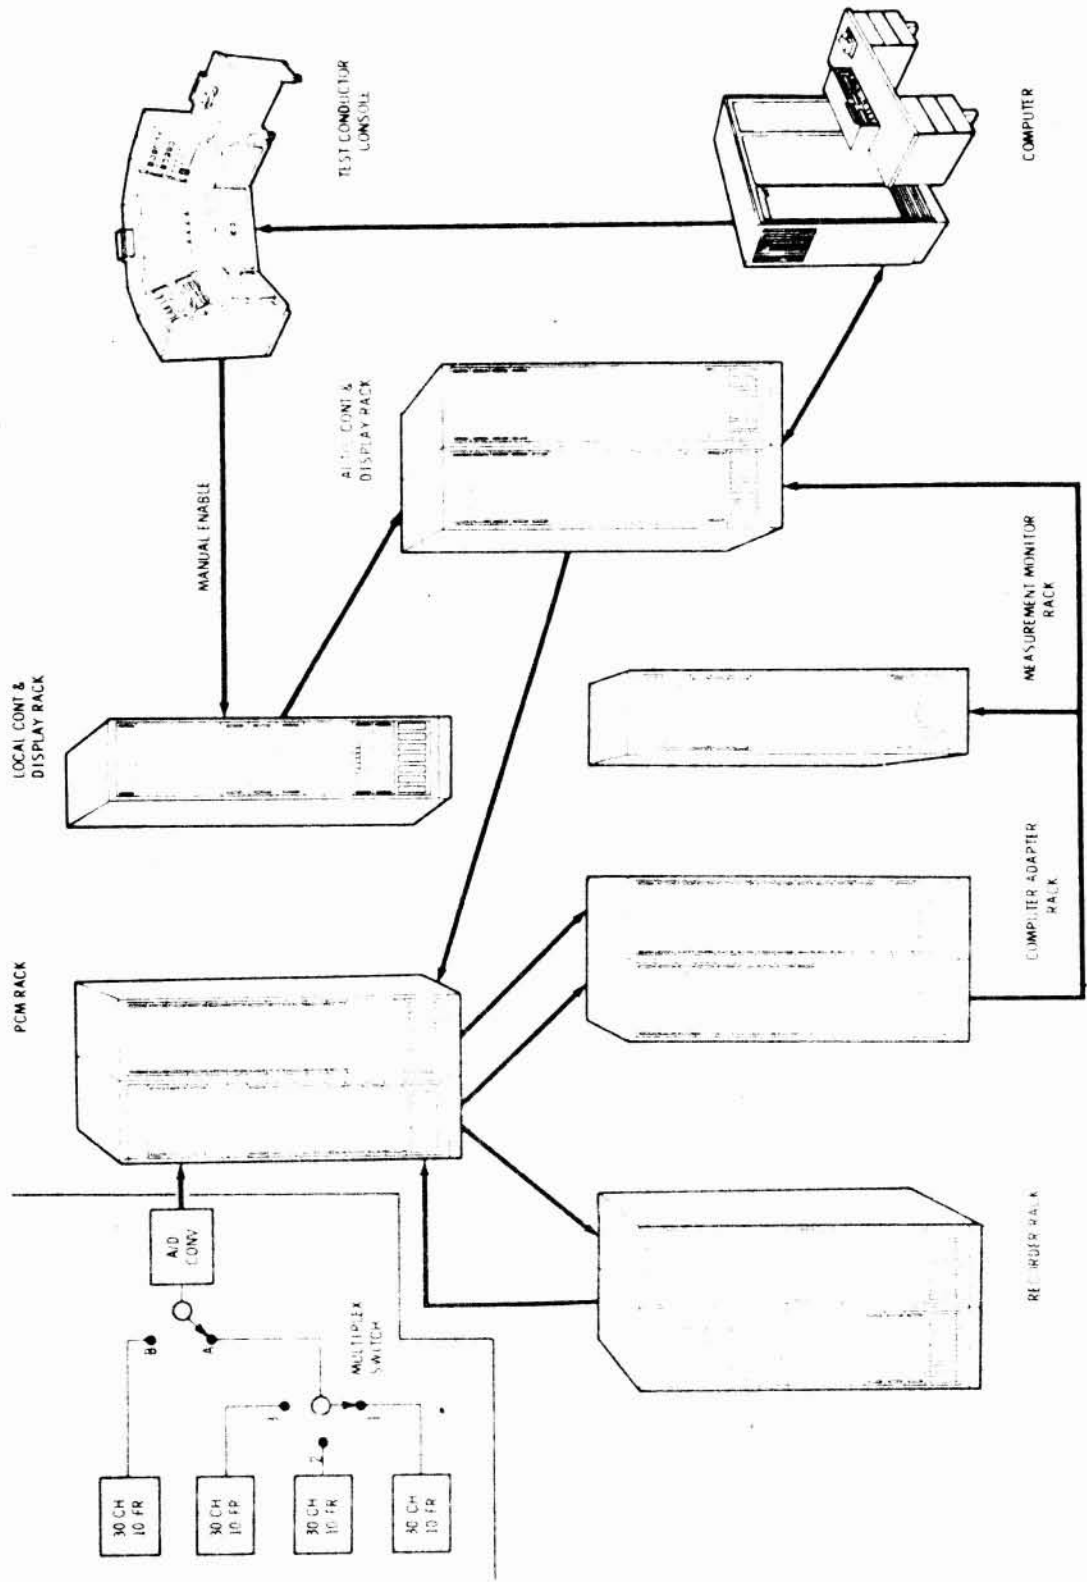 30 CH
10 FR
30 CH
10 FR
30 CH
10 FR
30 CH
10 FR
B
A
3
2
1
MULTIPLEX
SWITCH
A/D
CONV
PCM RACK
LOCAL CONT &
DISPLAY RACK
MANUAL ENABLE
TEST CONDUCTOR
CONSOLE
CONT &
DISPLAY RACK
RECORDER RACK
COMPUTER ADAPTER
RACK
MEASUREMENT MONITOR
RACK
COMPUTER